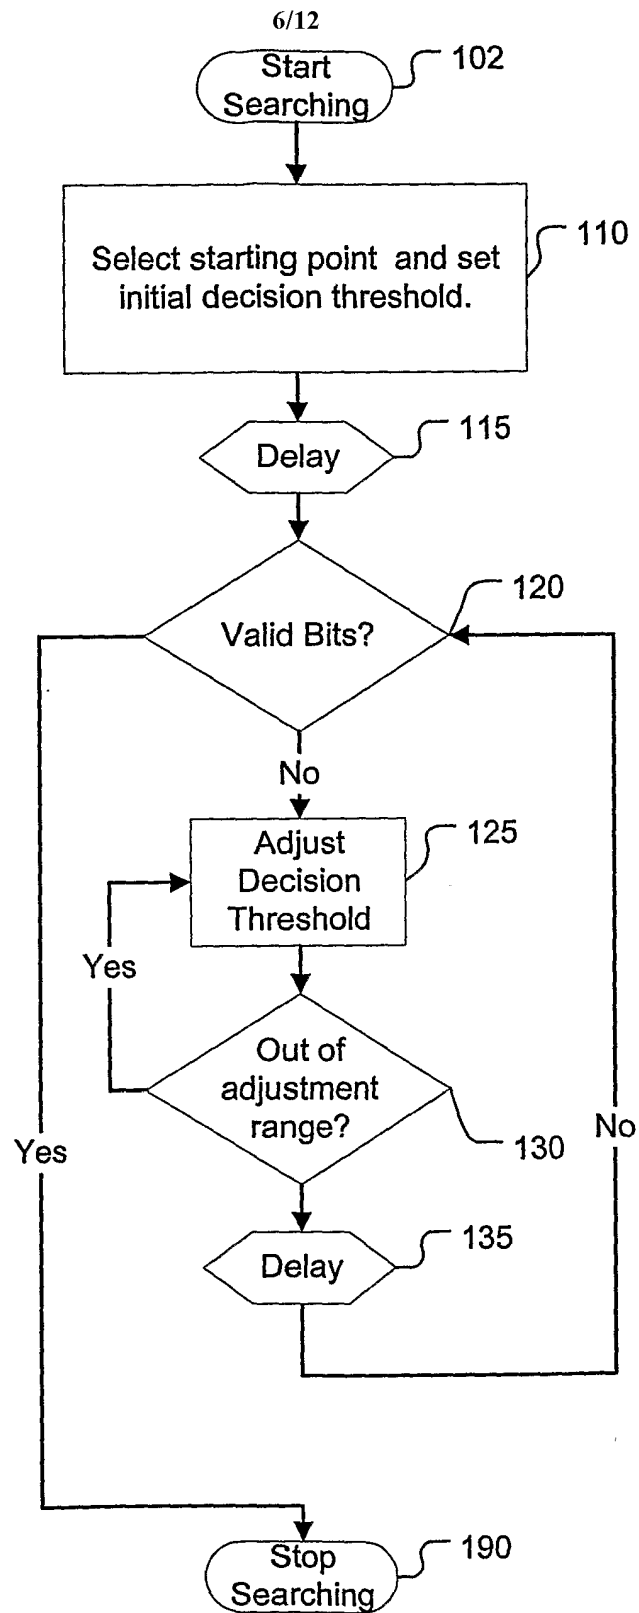 6/12
Start
Searching
102
Select starting point and set
initial decision threshold.
110
Delay
115
Valid Bits?
120
No
Adjust
Decision
Threshold
125
Yes
Out of
adjustment
range?
130
No
Yes
Delay
135
Stop
Searching
190